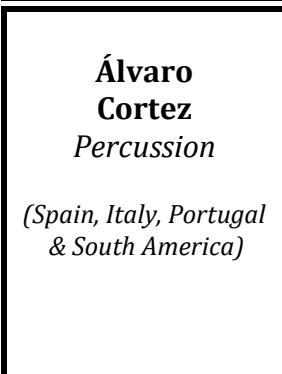 Álvaro
Cortez
Percussion
(Spain, Italy, Portugal
& South America)